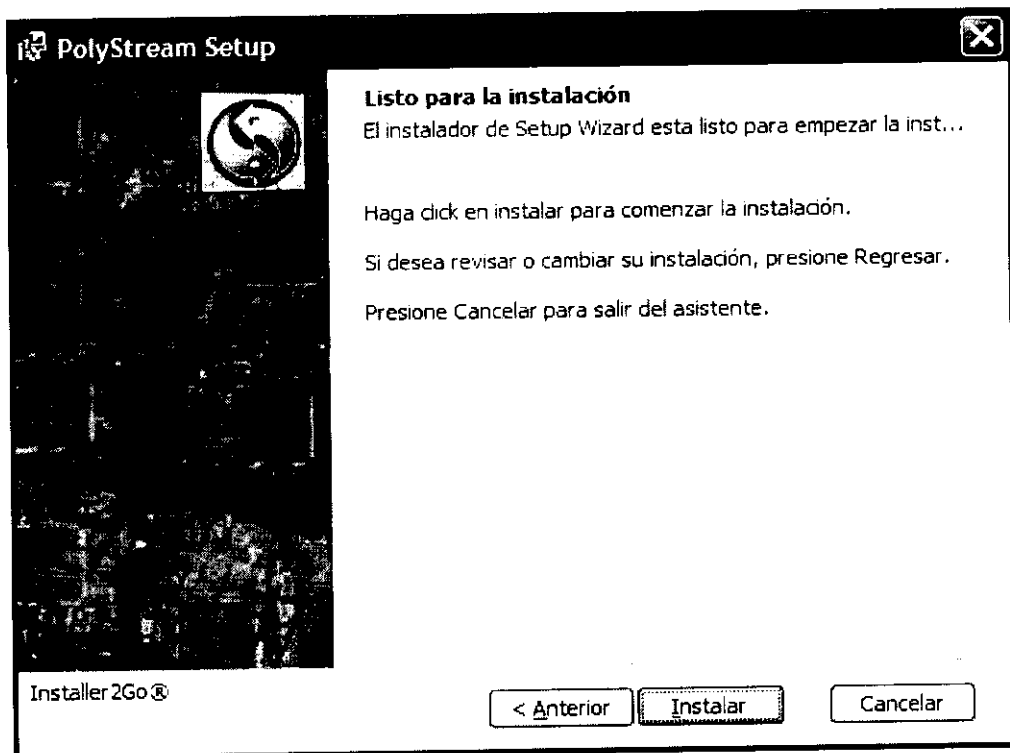 PolyStream Setup
Listo para la instalación
El instalador de Setup Wizard esta listo para empezar la inst...
Haga click en instalar para comenzar la instalación.
Si desea revisar o cambiar su instalación, presione Regresar.
Presione Cancelar para salir del asistente.
Installer2Go®
< Anterior
Instalar
Cancelar